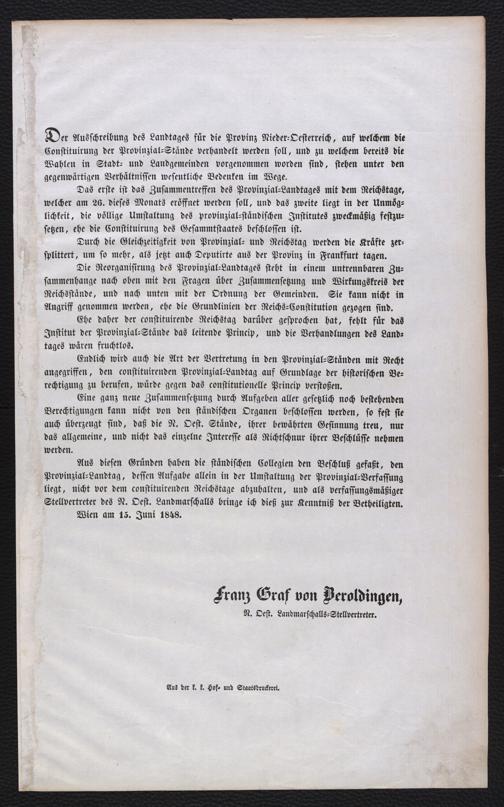 Der Ausschreibung des Landtages für die Provinz Nieder-Oesterreich, auf welchem die
Constituirung der Provinzial-Stände verhandelt werden soll, und zu welchem bereits die
Wahlen in Stadt- und Landgemeinden vorgenommen worden sind, stehen unter den
gegenwärtigen Verhältnissen wesentliche Bedenken im Wege.
Das erste ist das Zusammentreffen des Provinzial-Landtages mit dem Reichstage,
welcher am 26. dieses Monats eröffnet werden soll, und das zweite liegt in der Unmög-
lichkeit, die völlige Umstaltung des provinzial-ständischen Institutes zweckmäßig festzu-
setzen, ehe die Constituirung des Gesammtstaates beschlossen ist.
Durch die Gleichzeitigkeit von Provinzial- und Reichstag werden die Kräfte zer-
splittert, um so mehr, als jetzt auch Deputirte aus der Provinz in Frankfurt tagen.
Die Reorganisirung des Provinzial-Landtages steht in einem untrennbaren Zu-
sammenhange nach oben mit den Fragen über Zusammensetzung und Wirkungskreis der
Reichsstände, und nach unten mit der Ordnung der Gemeinden. Sie kann nicht in
Angriff genommen werden, ehe die Grundlinien der Reichs-Constitution gezogen sind.
Ehe daher der constituirende Reichstag darüber gesprochen hat, fehlt für das
Institut der Provinzial-Stände das leitende Princip, und die Verhandlungen des Land-
tages wären fruchtlos.
Endlich wird auch die Art der Vertretung in den Provinzial-Ständen mit Recht
angegriffen, den constituirenden Provinzial-Landtag auf Grundlage der historischen Be-
rechtigung zu berufen, würde gegen das constitutionelle Princip verstoßen.
Eine ganz neue Zusammensetzung durch Aufgeben aller gesetzlich noch bestehenden
Berechtigungen kann nicht von den ständischen Organen beschlossen werden, so fest sie
auch überzeugt sind, daß die N. Oest. Stände, ihrer bewährten Gesinnung treu, nur
das allgemeine, und nicht das einzelne Interesse als Richtschnur ihrer Beschlüsse nehmen
werden.
Aus diesen Gründen haben die ständischen Collegien den Beschluß gefaßt, den
Provinzial-Landtag, dessen Aufgabe allein in der Umstaltung der Provinzial-Verfassung
liegt, nicht vor dem constituirenden Reichstage abzuhalten, und als verfassungsmäßiger
Stellvertreter des N. Oest. Landmarschalls bringe ich dieß zur Kenntniß der Betheiligten.
Wien am 15. Juni 1848.
Franz Graf von Beroldingen,
N. Oest. Landmarschalls-Stellvertreter.
Aus der k. k. Hof- und Staatsdruckerei.